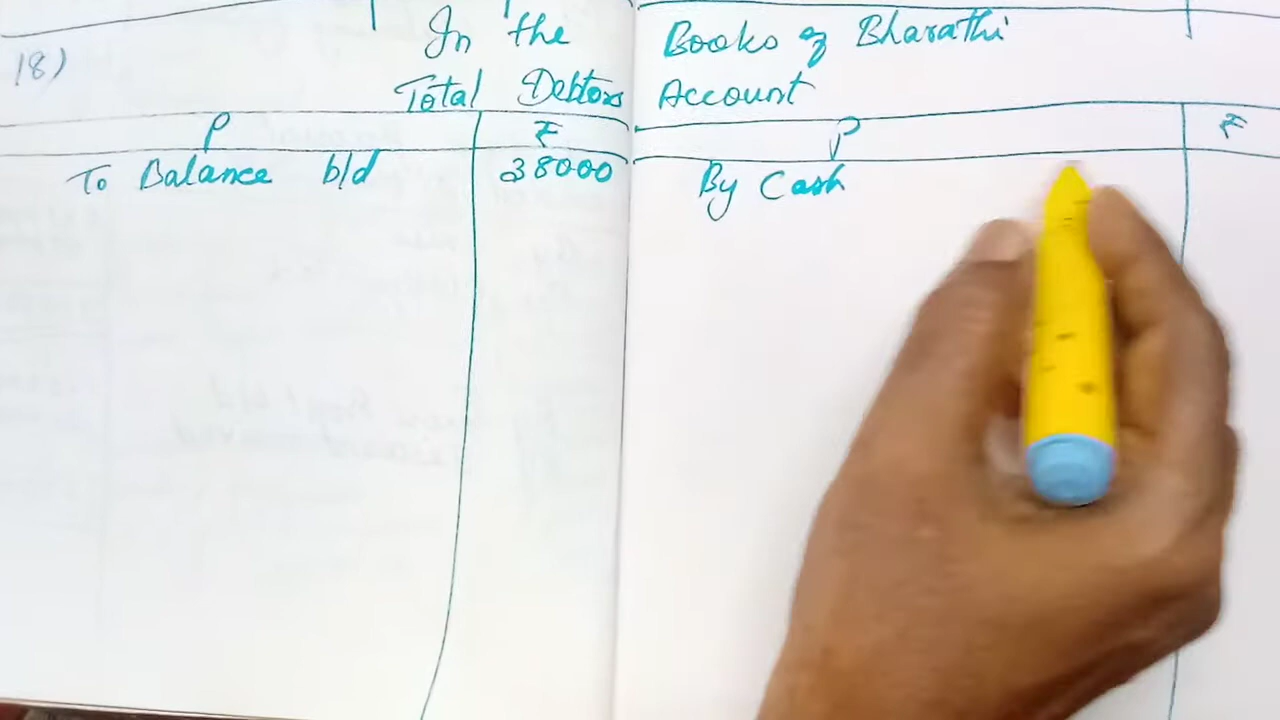 18)
In the Books of Bharathi
Total Debtors Account
P ₹ P ₹
To Balance b/d 38000 By Cash